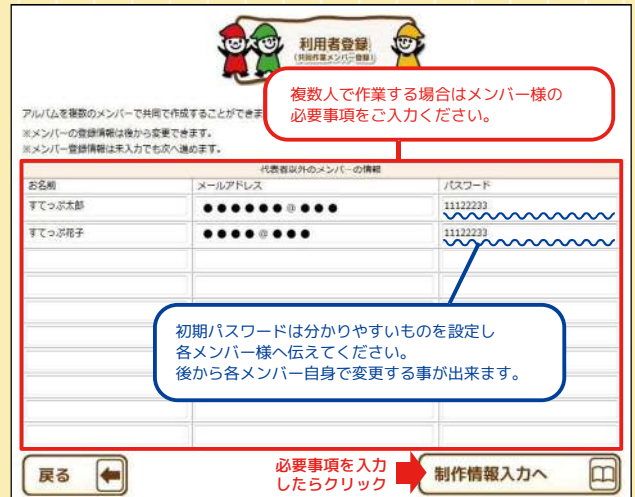 利用者登録
(共同作業メンバー登録)
複数人で作業する場合はメンバー様の
必要事項をご入力ください。
アルバムを複数のメンバーで共同で作成することができま
※メンバーの登録情報は後から変更できます。
※メンバー登録情報は未入力でも次へ進めます。
代表者以外のメンバーの情報
お名前 メールアドレス パスワード
すてっぷ太郎 ●●●●●●@●●● 11122233
すてっぷ花子 ●●●●@●●● 11122233
初期パスワードは分かりやすいものを設定し
各メンバー様へ伝えてください。
後から各メンバー自身で変更する事が出来ます。
戻る
必要事項を入力
したらクリック
制作情報入力へ